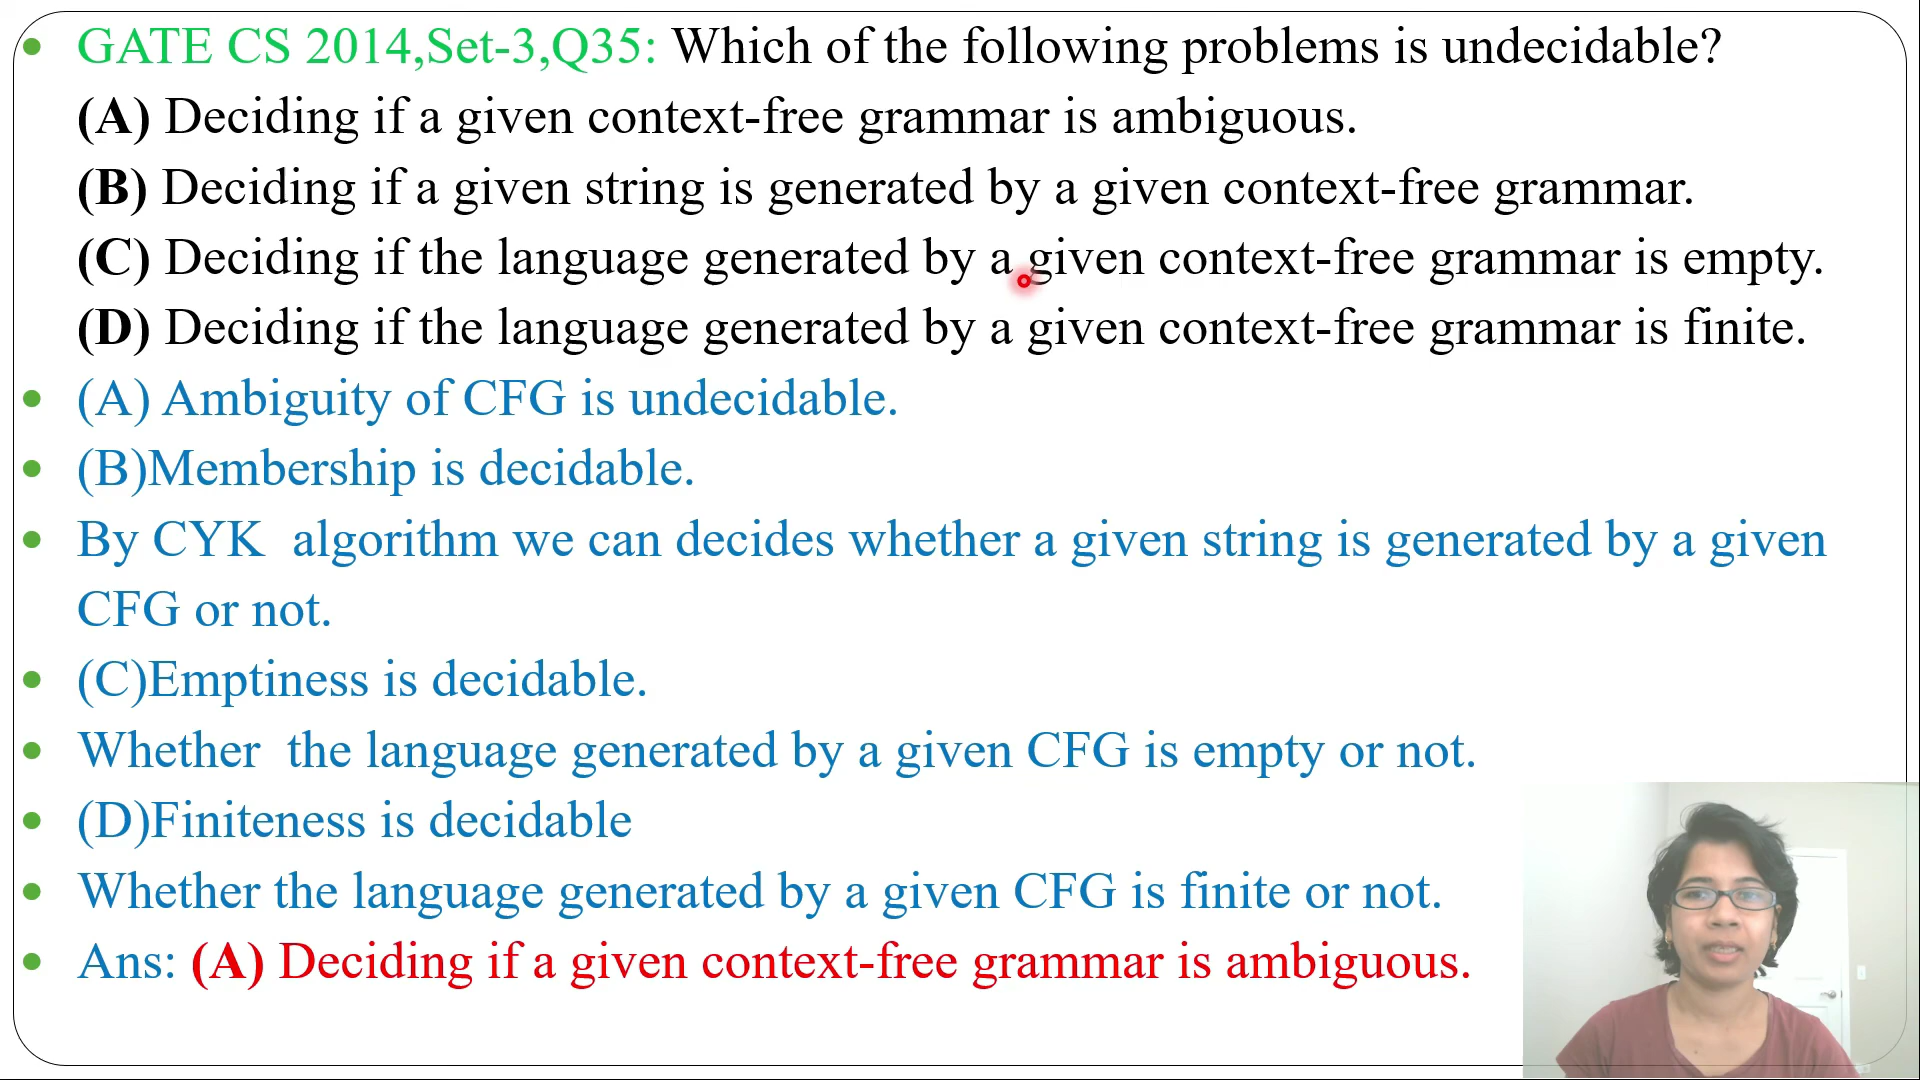 • GATE CS 2014,Set-3,Q35: Which of the following problems is undecidable?
(A) Deciding if a given context-free grammar is ambiguous.
(B) Deciding if a given string is generated by a given context-free grammar.
(C) Deciding if the language generated by a given context-free grammar is empty.
(D) Deciding if the language generated by a given context-free grammar is finite.
• (A) Ambiguity of CFG is undecidable.
• (B)Membership is decidable.
• By CYK  algorithm we can decides whether a given string is generated by a given
CFG or not.
• (C)Emptiness is decidable.
• Whether  the language generated by a given CFG is empty or not.
• (D)Finiteness is decidable
• Whether the language generated by a given CFG is finite or not.
• Ans: (A) Deciding if a given context-free grammar is ambiguous.